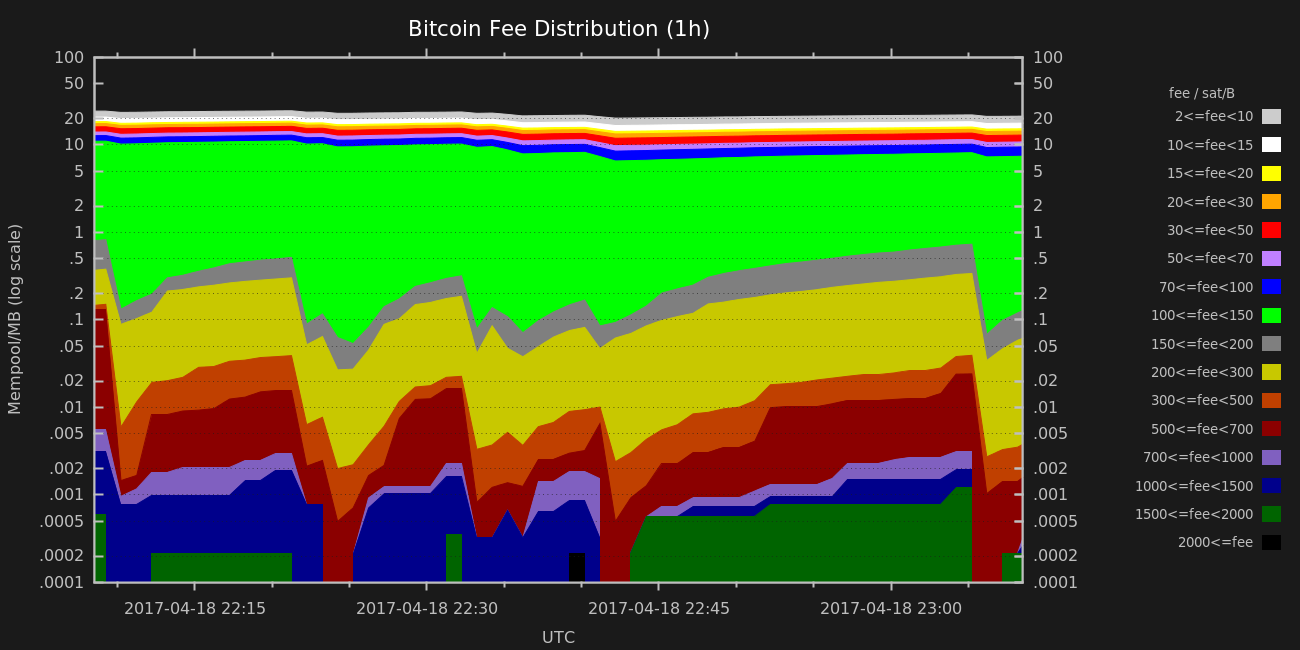 Bitcoin Fee Distribution (1h)
Mempool/MB (log scale)
100
50
20
10
5
2
1
.5
.2
.1
.05
.02
.01
.005
.002
.001
.0005
.0002
.0001
100
50
20
10
5
2
1
.5
.2
.1
.05
.02
.01
.005
.002
.001
.0005
.0002
.0001
2017-04-18 22:15
2017-04-18 22:30
2017-04-18 22:45
2017-04-18 23:00
UTC
fee / sat/B
2<=fee<10
10<=fee<15
15<=fee<20
20<=fee<30
30<=fee<50
50<=fee<70
70<=fee<100
100<=fee<150
150<=fee<200
200<=fee<300
300<=fee<500
500<=fee<700
700<=fee<1000
1000<=fee<1500
1500<=fee<2000
2000<=fee